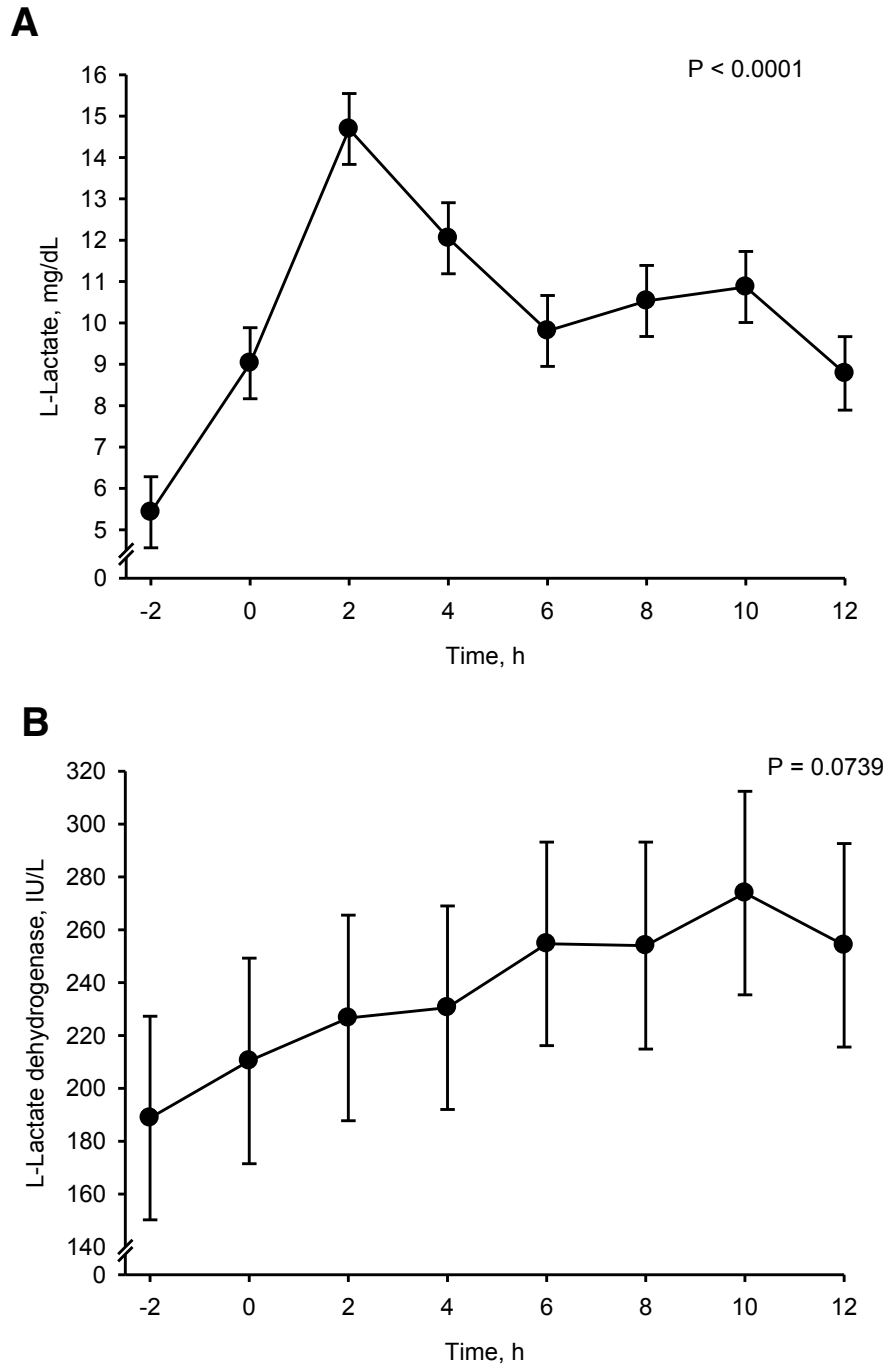 A
P < 0.0001
16
15
14
13
12
11
10
9
8
7
6
5
0
L-Lactate, mg/dL
-2 0 2 4 6 8 10 12
Time, h
B
P = 0.0739
320
300
280
260
240
220
200
180
160
140
0
L-Lactate dehydrogenase, IU/L
-2 0 2 4 6 8 10 12
Time, h